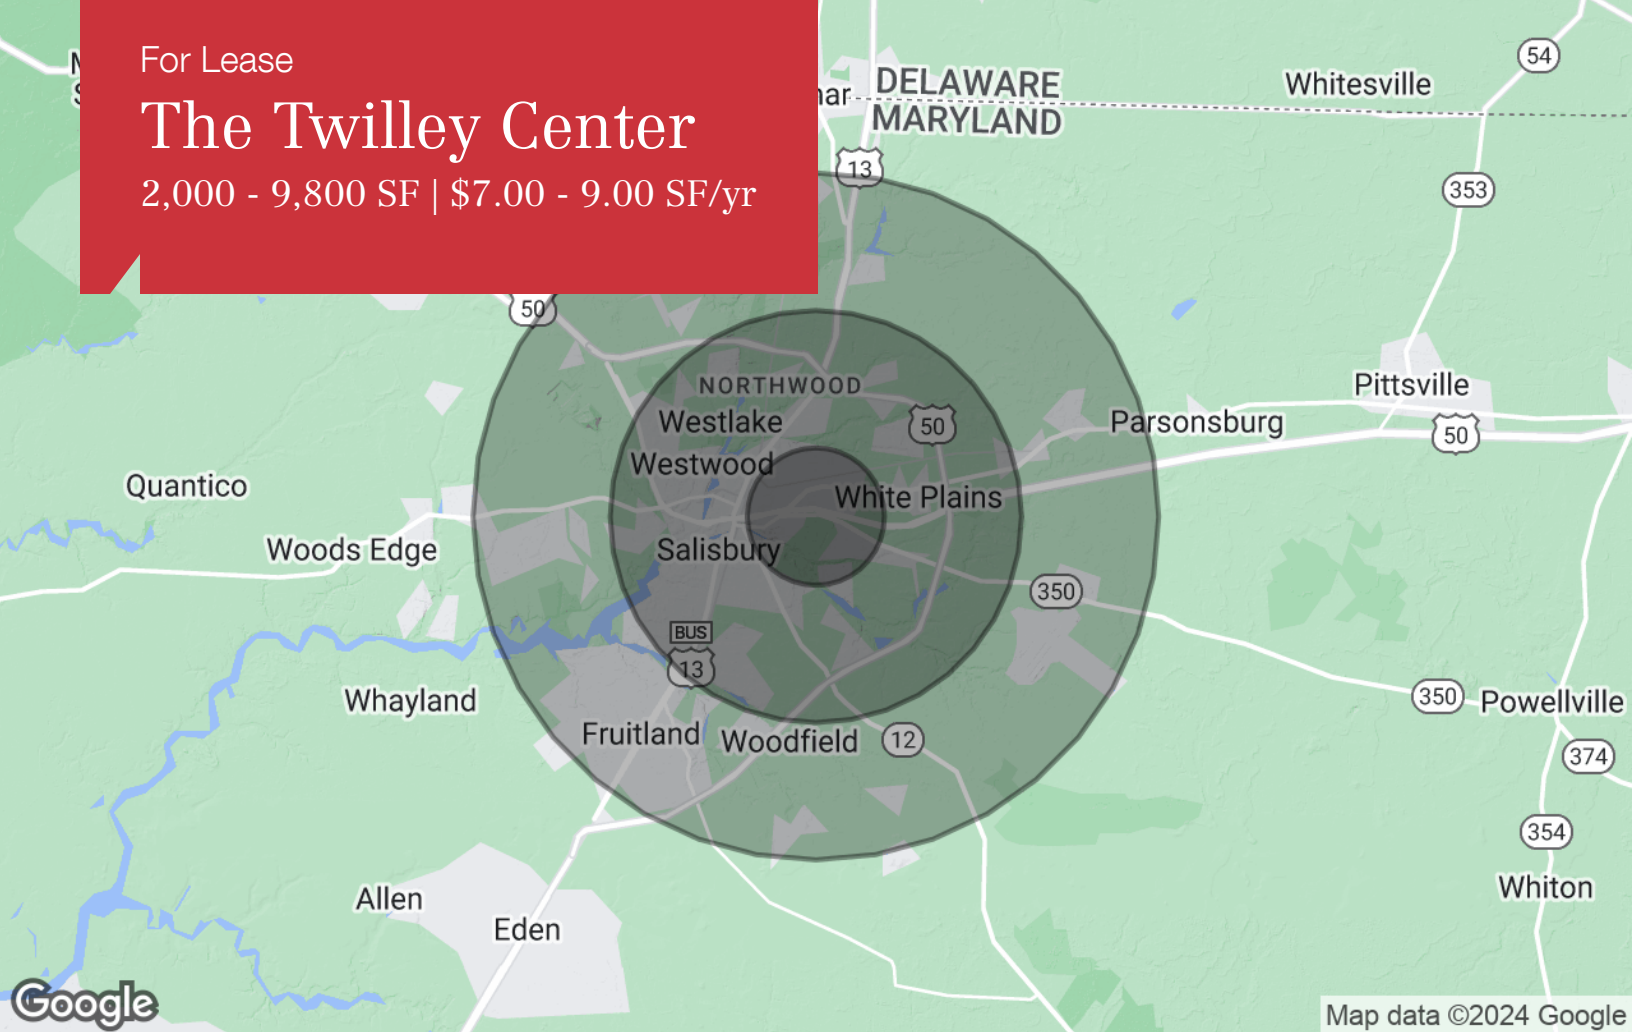 For Lease
The Twilley Center
2,000 - 9,800 SF | $7.00 - 9.00 SF/yr
54
Whitesville
DELAWARE
MARYLAND
13
353
50
NORTHWOOD
Westlake
50
Parsonsburg
Pittsville
50
Westwood
Quantico
White Plains
Woods Edge
Salisbury
350
BUS
13
Whayland
Fruitland
Woodfield
12
350
Powellville
374
354
Whiton
Allen
Eden
Google
Map data ©2024 Google